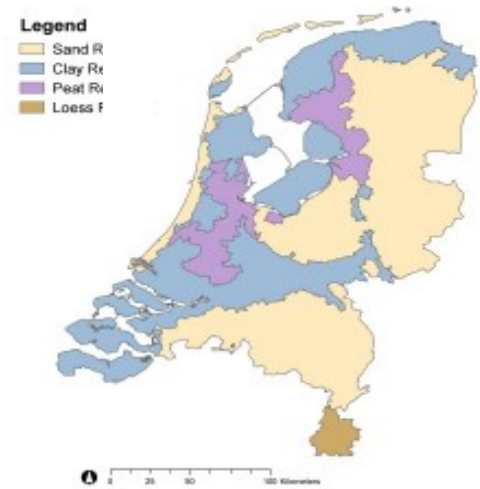 Legend
Sand R
Clay Re
Peat Re
Loess F
0 25 50 100 Kilometers